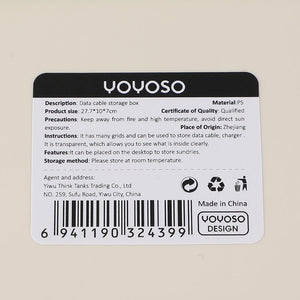 YOYOSO
Description: Data cable storage box Material:PS
Product size: 27.7*10*7cm Certificate of Quality: Qualified
Precautions: Keep away from fire and high temperature, avoid direct sun
exposure. Place of Origin: Zhejiang
Instructions: It has many grids and can be used to store data cable, charger .
It is transparent, which allows you to see what is inside clearly.
Features: It can be placed on the desktop to store sundries.
Storage method: Please store at room temperature.
Agent and address :
Yiwu Think Tanks Trading Co., Ltd
NO. 259, Sufu Road, Yiwu City, China
Made in China
YOYOSO
DESIGN
6 941190 324399